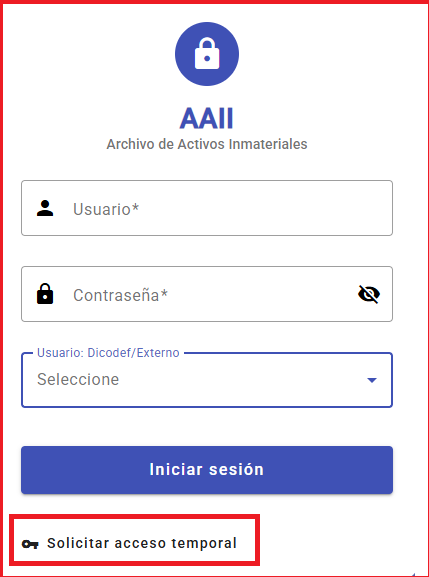 AAII
Archivo de Activos Inmateriales
Usuario*
Contraseña*
Usuario: Dicodef/Externo
Seleccione
Iniciar sesión
Solicitar acceso temporal